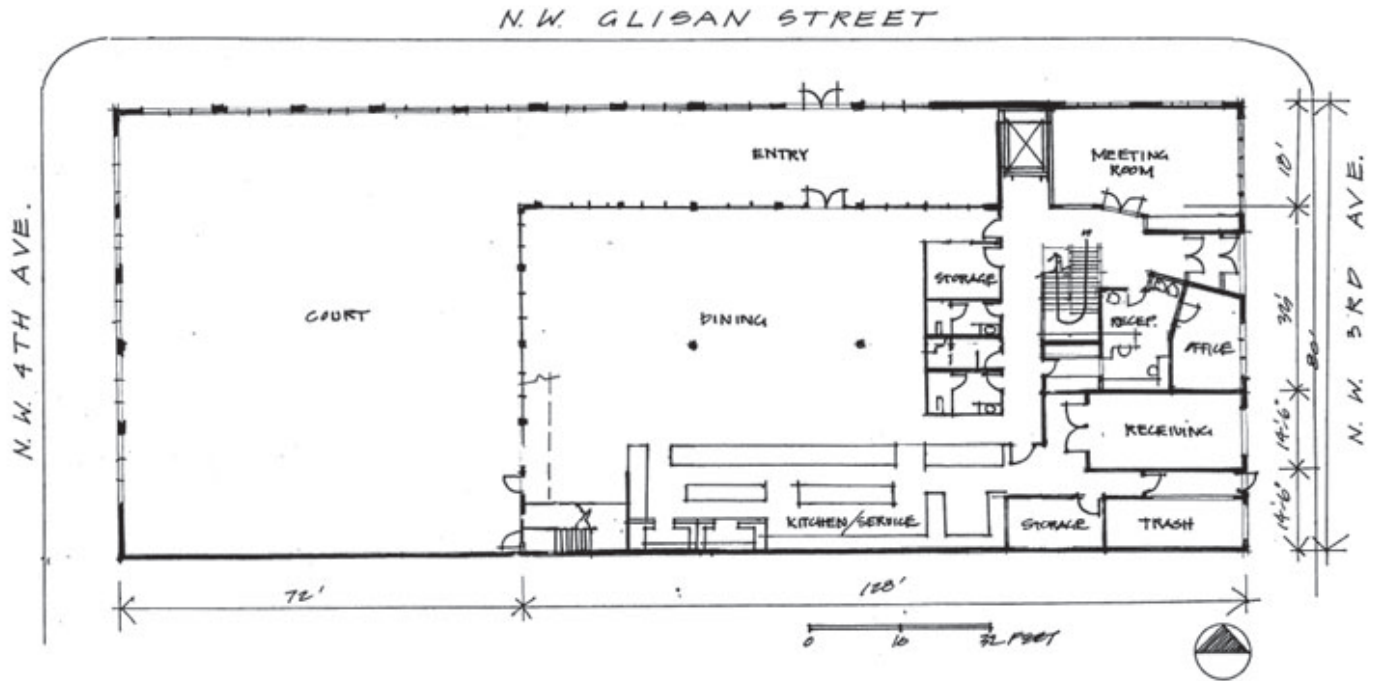 N.W. GLISAN STREET
N.W. 4TH AVE.
N.W. 3RD AVE.
ENTRY
MEETING
ROOM
18'
COURT
DINING
STORAGE
RECEP.
OFFICE
33'
80'
RECEIVING
14'-6"
KITCHEN/SERVICE
STORAGE
TRASH
14'-6"
72'
128'
0 16 32 FEET